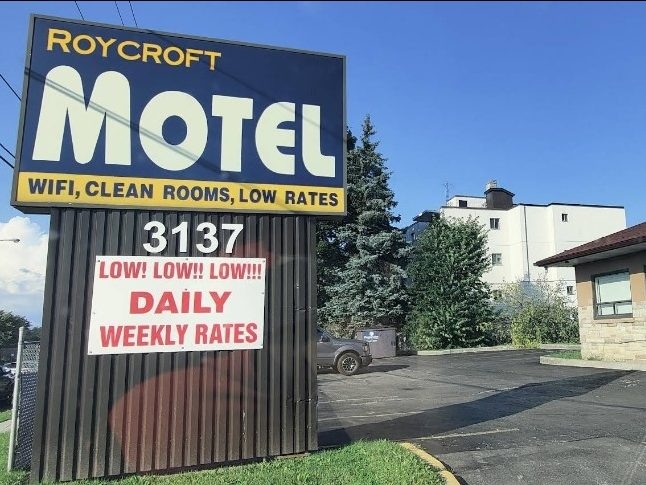 ROYCROFT
MOTEL
WIFI, CLEAN ROOMS, LOW RATES
3137
LOW! LOW!! LOW!!!
DAILY
WEEKLY RATES